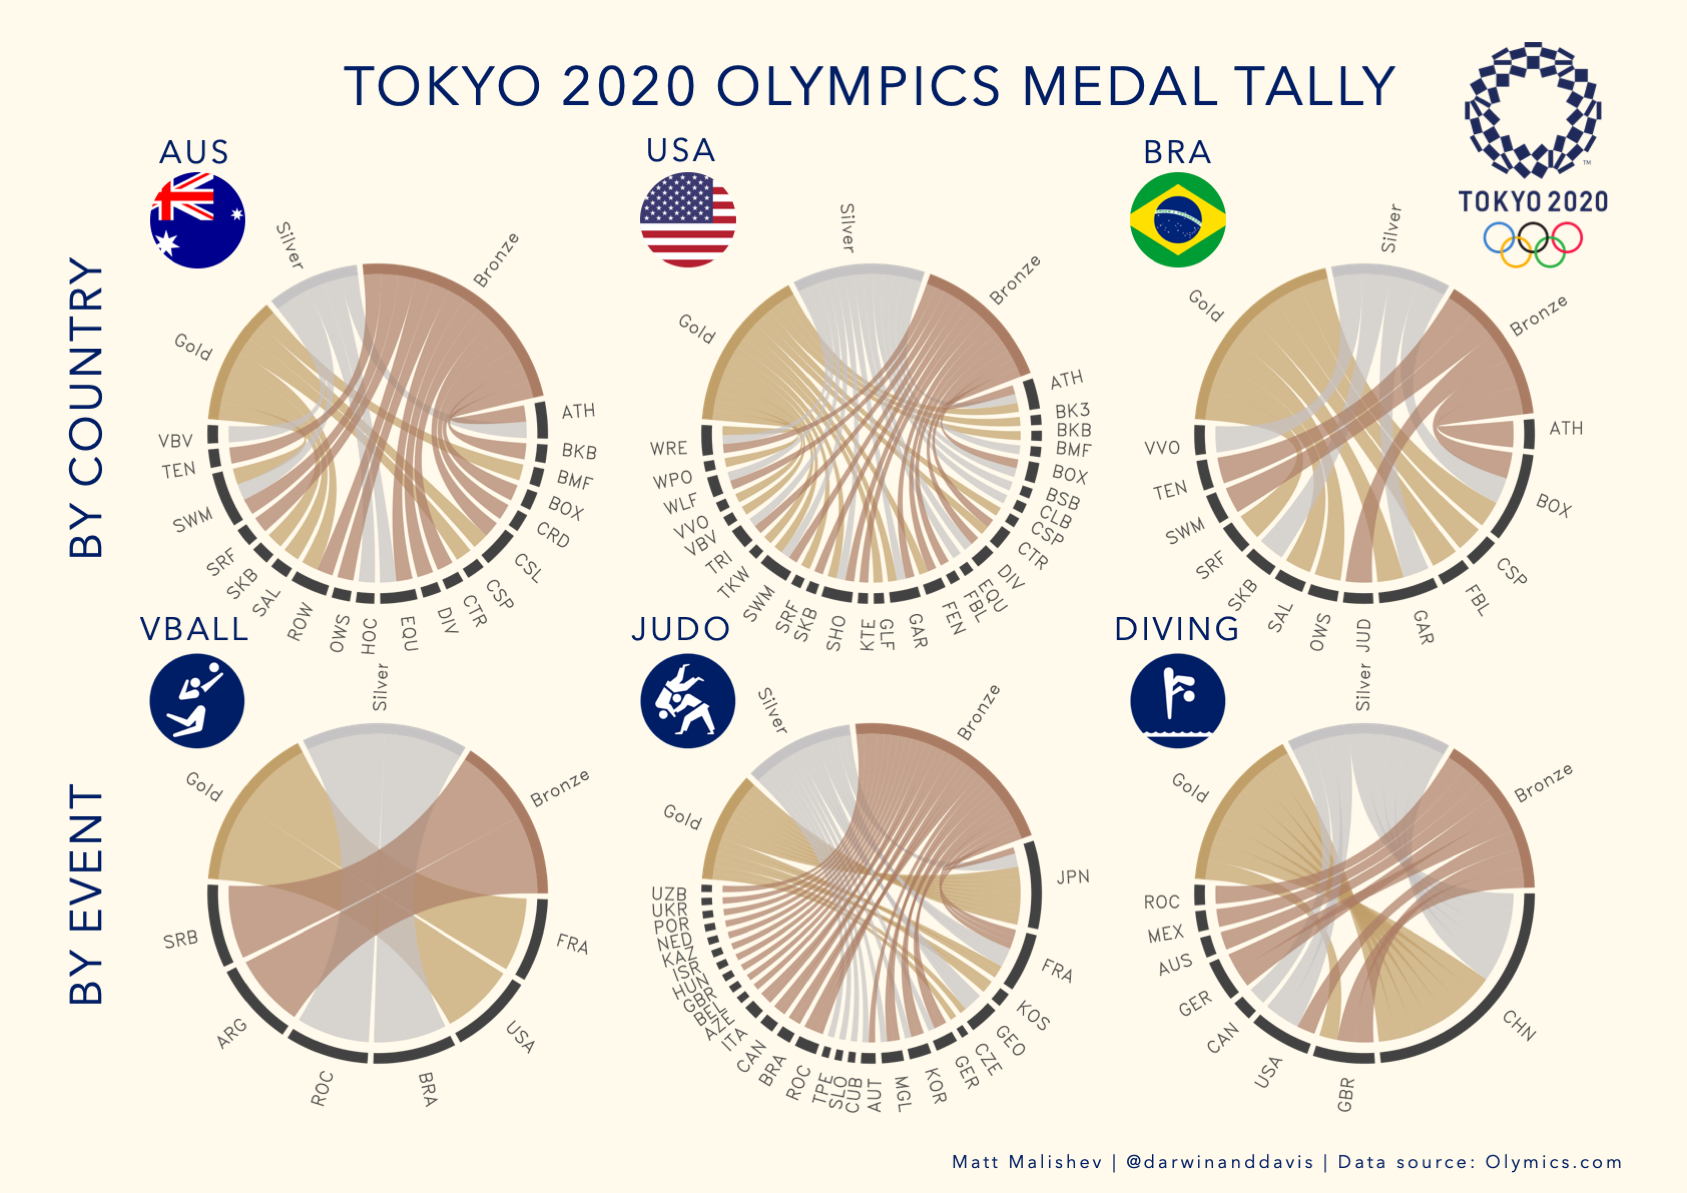 TOKYO 2020 OLYMPICS MEDAL TALLY
TM
TOKYO 2020
BY COUNTRY
AUS
Gold
Silver
Bronze
ATH
BKB
BMF
BOX
CRD
CSL
CSP
CTR
DIV
EQU
HOC
OWS
ROW
SAL
SKB
SRF
SWM
TEN
VBV
USA
Gold
Silver
Bronze
ATH
BK3
BKB
BMF
BOX
BSB
CLB
CSP
CTR
DIV
EQU
FBL
FEN
GAR
GLF
KTE
SHO
SKB
SRF
SWM
TKW
TRI
VBV
VVO
WLF
WPO
WRE
BRA
Gold
Silver
Bronze
ATH
BOX
CSP
FBL
GAR
JUD
OWS
SAL
SKB
SRF
SWM
TEN
VVO
BY EVENT
VBALL
Gold
Silver
Bronze
FRA
USA
BRA
ROC
ARG
SRB
JUDO
Gold
Silver
Bronze
JPN
FRA
KOS
GEO
CZE
GER
KOR
MGL
AUT
CUB
SLO
TPE
ROC
BRA
CAN
ITA
AZE
BEL
GBR
HUN
ISR
KAZ
NED
POR
UKR
UZB
DIVING
Gold
Silver
Bronze
CHN
GBR
USA
CAN
GER
AUS
MEX
ROC
Matt Malishev | @darwinanddavis | Data source: Olymics.com